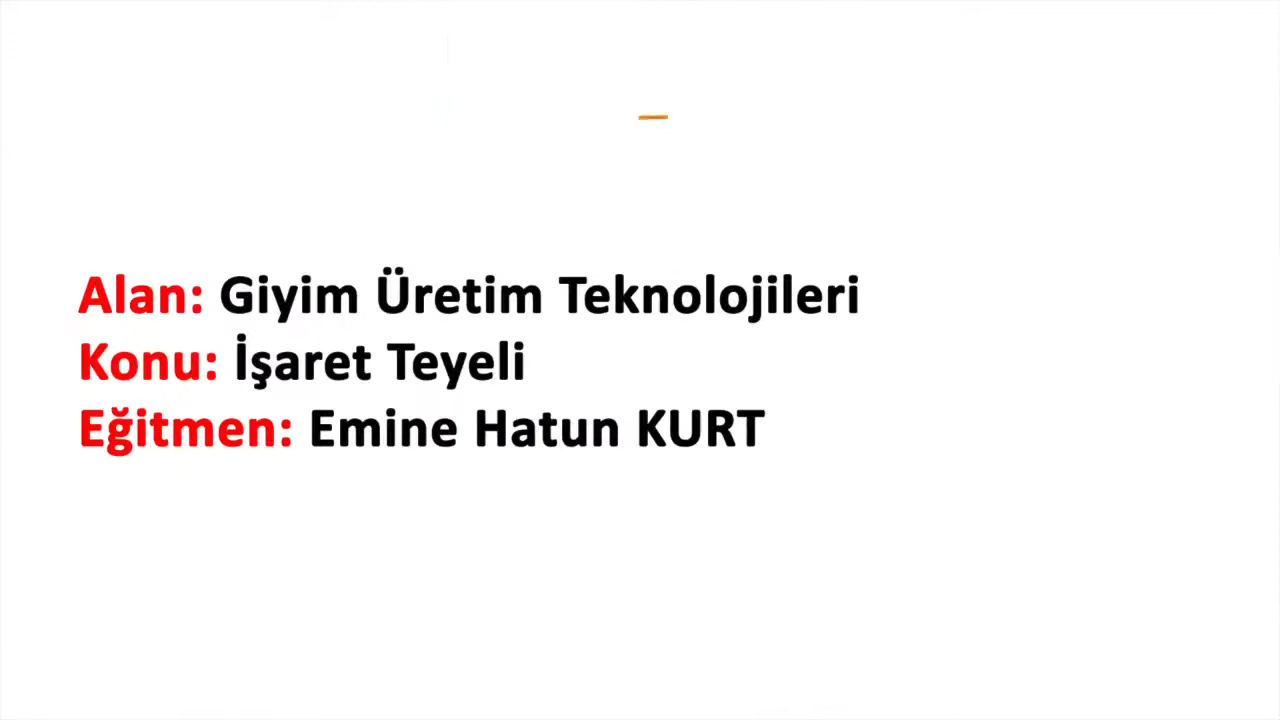 Alan: Giyim Üretim Teknolojileri
Konu: İşaret Teyeli
Eğitmen: Emine Hatun KURT